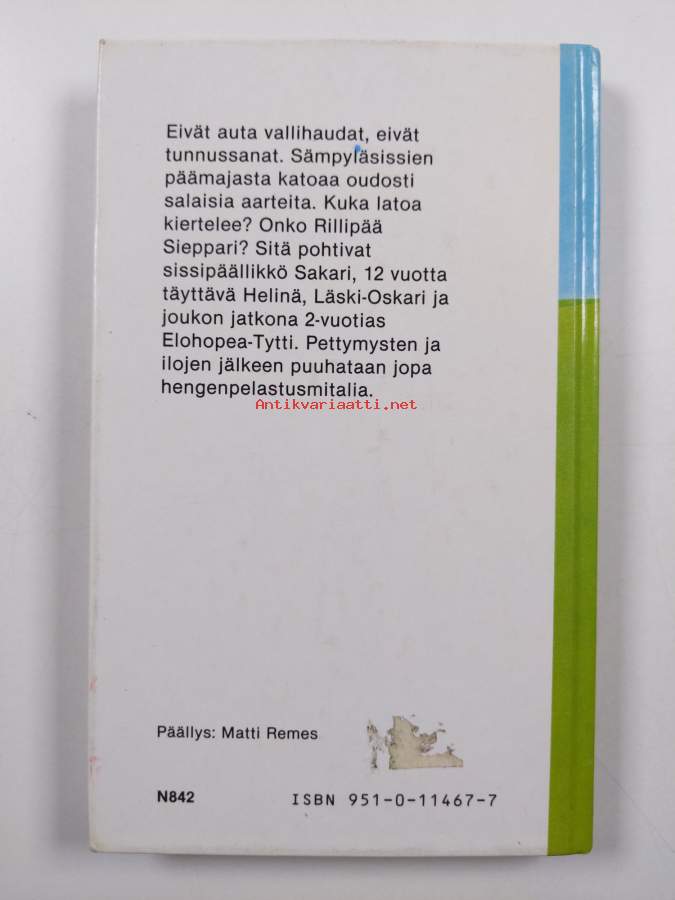 Eivät auta vallihaudat, eivät
tunnussanat. Sämpyläsissien
päämajasta katoaa oudosti
salaisia aarteita. Kuka latoa
kiertelee? Onko Rillipää
Sieppari? Sitä pohtivat
sissipäällikkö Sakari, 12 vuotta
täyttävä Helinä, Läski-Oskari ja
joukon jatkona 2-vuotias
Elohopea-Tytti. Pettymysten ja
ilojen jälkeen puuhataan jopa
hengenpelastusmitalia.
Antikvariaatti.net
Päällys: Matti Remes
N842
ISBN 951-0-11467-7